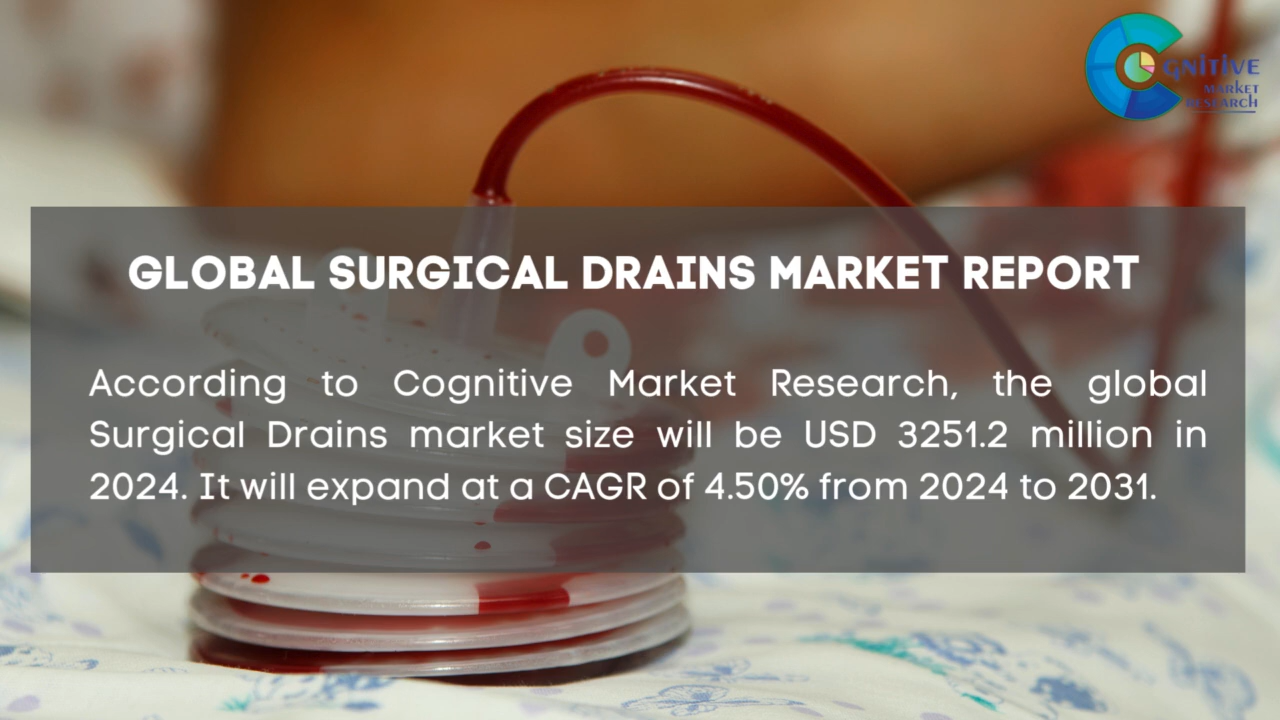 COGNITIVE
MARKET
RESEARCH
GLOBAL SURGICAL DRAINS MARKET REPORT
According to Cognitive Market Research, the global
Surgical Drains market size will be USD 3251.2 million in
2024. It will expand at a CAGR of 4.50% from 2024 to 2031.